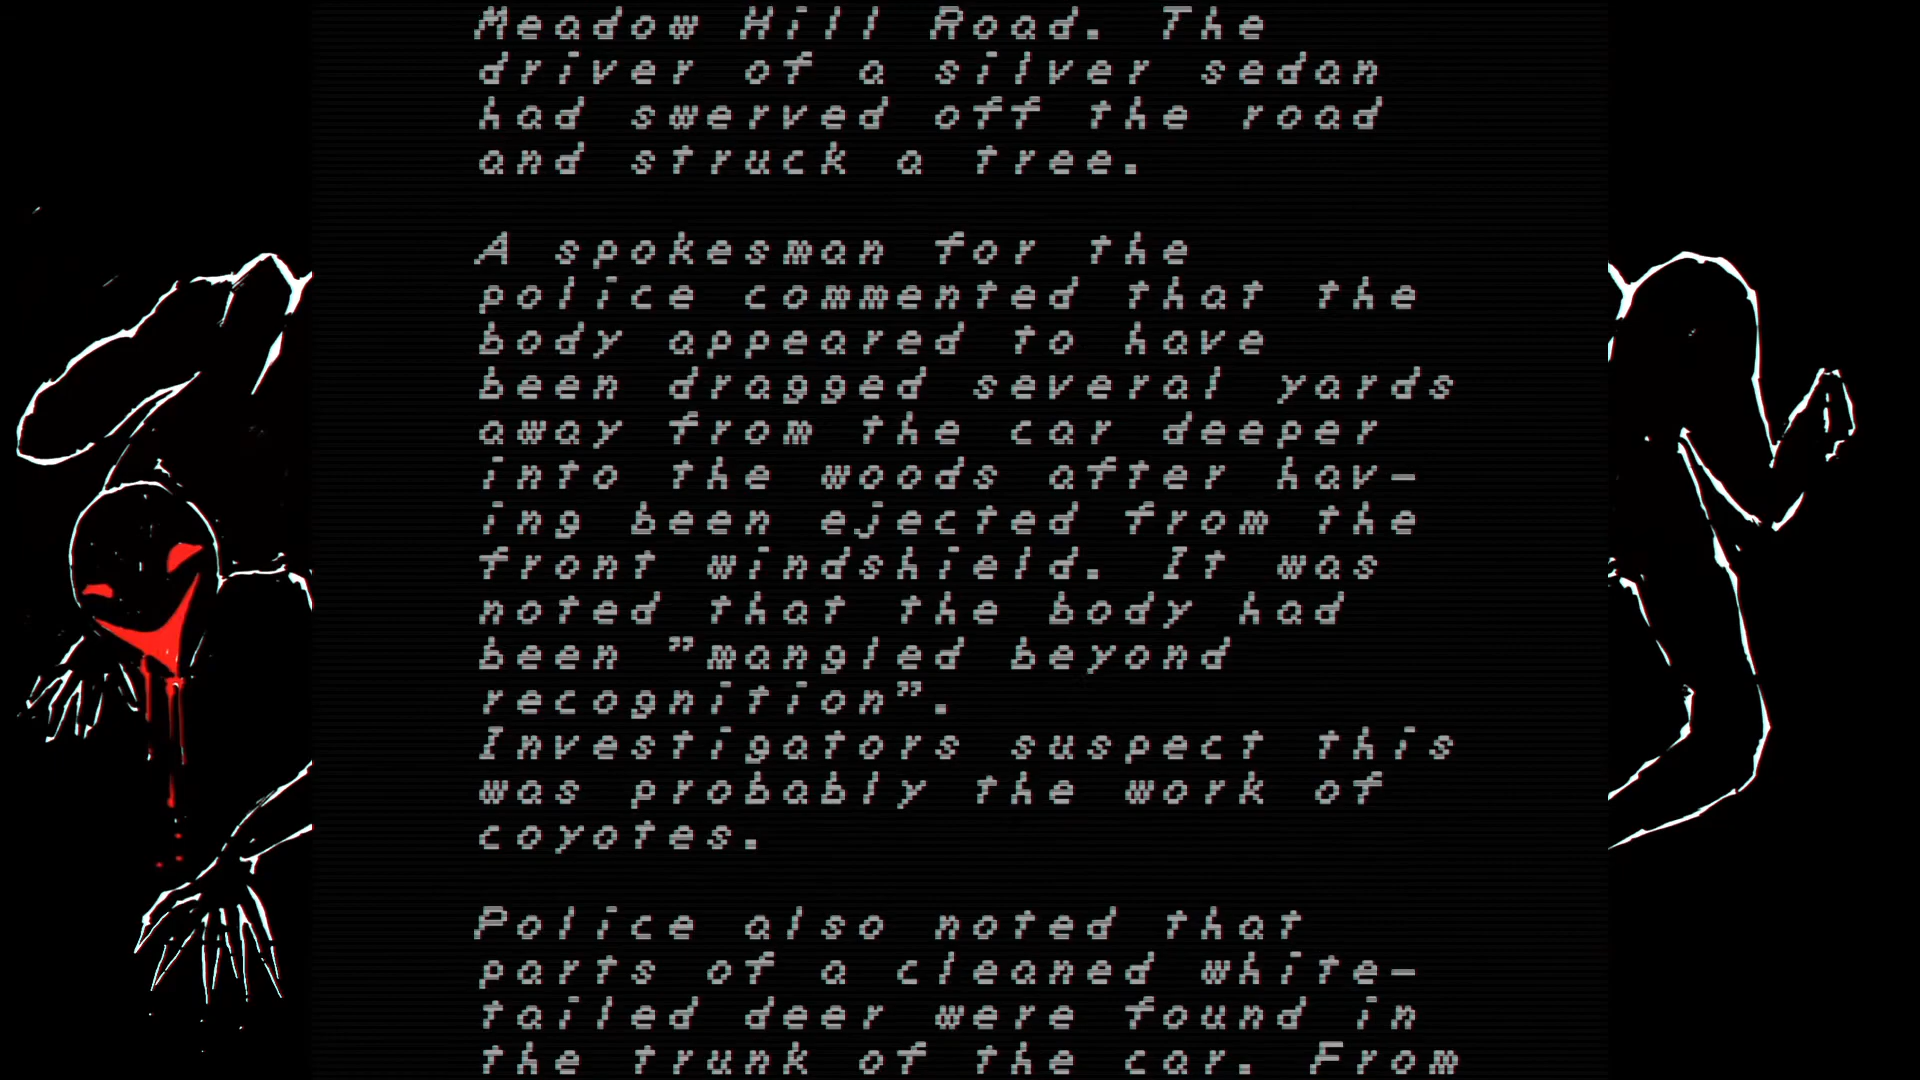 Meadow Hill Road. The
driver of a silver sedan
had swerved off the road
and struck a tree.
A spokesman for the
police commented that the
body appeared to have
been dragged several yards
away from the car deeper
into the woods after hav-
ing been ejected from the
front windshield. It was
noted that the body had
been "mangled beyond
recognition".
Investigators suspect this
was probably the work of
coyotes.
Police also noted that
parts of a cleaned white-
tailed deer were found in
the trunk of the car. From